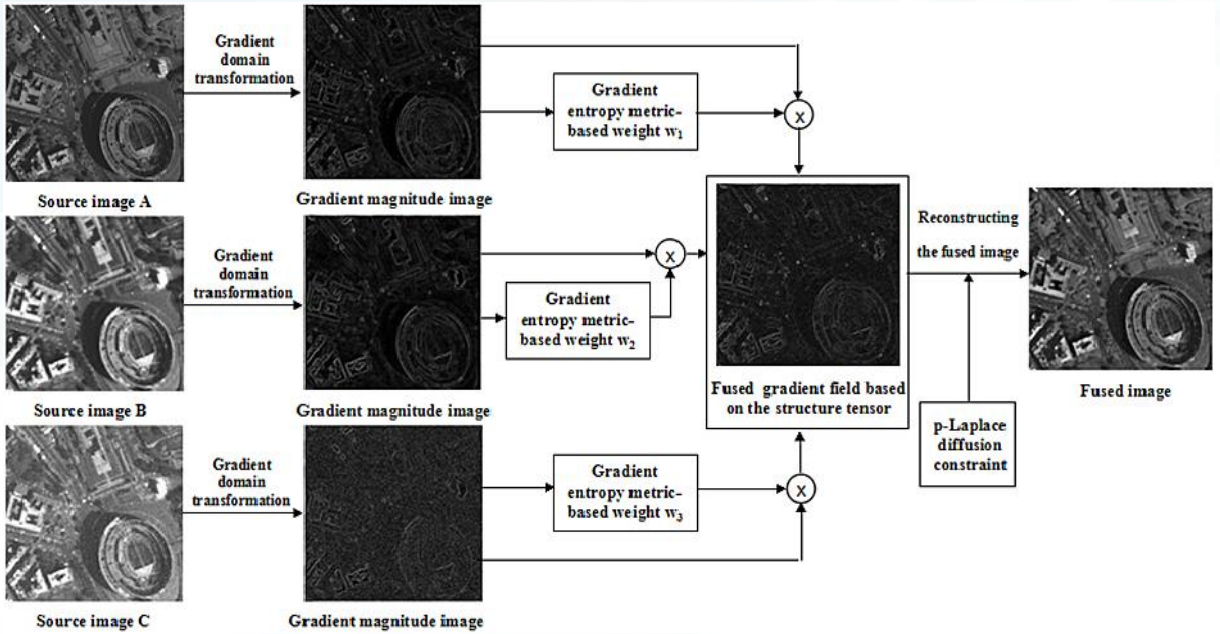 Gradient
domain
transformation
Gradient
entropy metric-
based weight w₁
X
Source image A
Gradient magnitude image
Gradient
domain
transformation
Gradient
entropy metric-
based weight w₂
X
Source image B
Gradient magnitude image
Fused gradient field based
on the structure tensor
Reconstructing
the fused image
Fused image
p-Laplace
diffusion
constraint
Gradient
domain
transformation
Gradient
entropy metric-
based weight w₃
X
Source image C
Gradient magnitude image